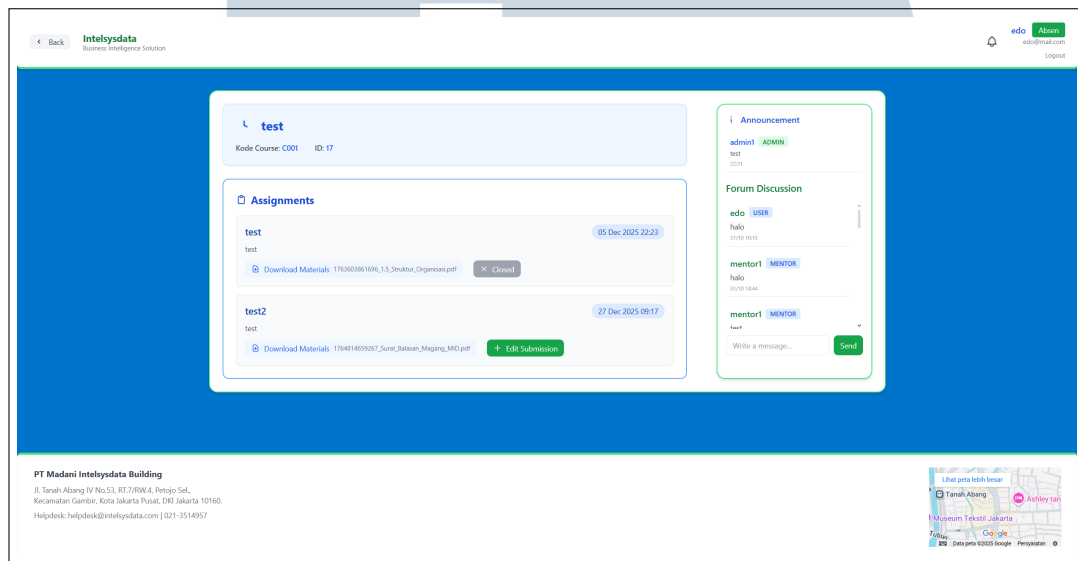 Back
Intelsysdata
Business Intelligence Solution
edo Absen
edo@mail.com
Logout
test
Kode Course: C001 ID: 17
Assignments
test 05 Dec 2025 22:23
test
Download Materials 1763603861696_1.5_Struktur_Organisasi.pdf × Closed
test2 27 Dec 2025 09:17
test
Download Materials 1764814659267_Surat_Balasan_Magang_MID.pdf + Edit Submission
Announcement
admin1 ADMIN
test
22:31
Forum Discussion
edo USER
halo
31/10 10:15
mentor1 MENTOR
halo
31/10 14:44
mentor1 MENTOR
test
Write a message... Send
PT Madani Intelsysdata Building
Jl. Tanah Abang IV No.53, RT.7/RW.4, Petojo Sel.,
Kecamatan Gambir, Kota Jakarta Pusat, DKI Jakarta 10160.
Helpdesk: helpdesk@intelsysdata.com | 021-3514957
Lihat peta lebih besar
Tanah Abang
Ashley tan
Museum Tekstil Jakarta
Tubun
Google
Data peta ©2025 Google Persyaratan